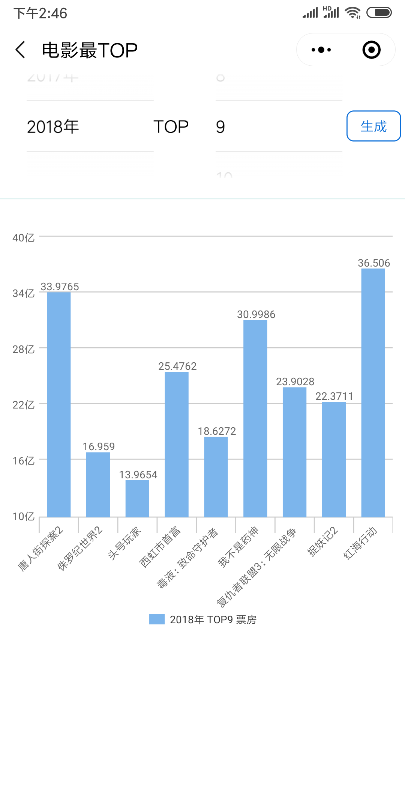 下午2:46
HD
电影最TOP
2017年
8
2018年 TOP 9 生成
10
40亿
36.506
34亿
33.9765
30.9986
28亿
25.4762
23.9028
22亿
22.3711
18.6272
16亿
16.959
13.9654
10亿
唐人街探案2
侏罗纪世界2
头号玩家
西虹市首富
毒液：致命守护者
我不是药神
复仇者联盟3：无限战争
捉妖记2
红海行动
2018年 TOP9 票房